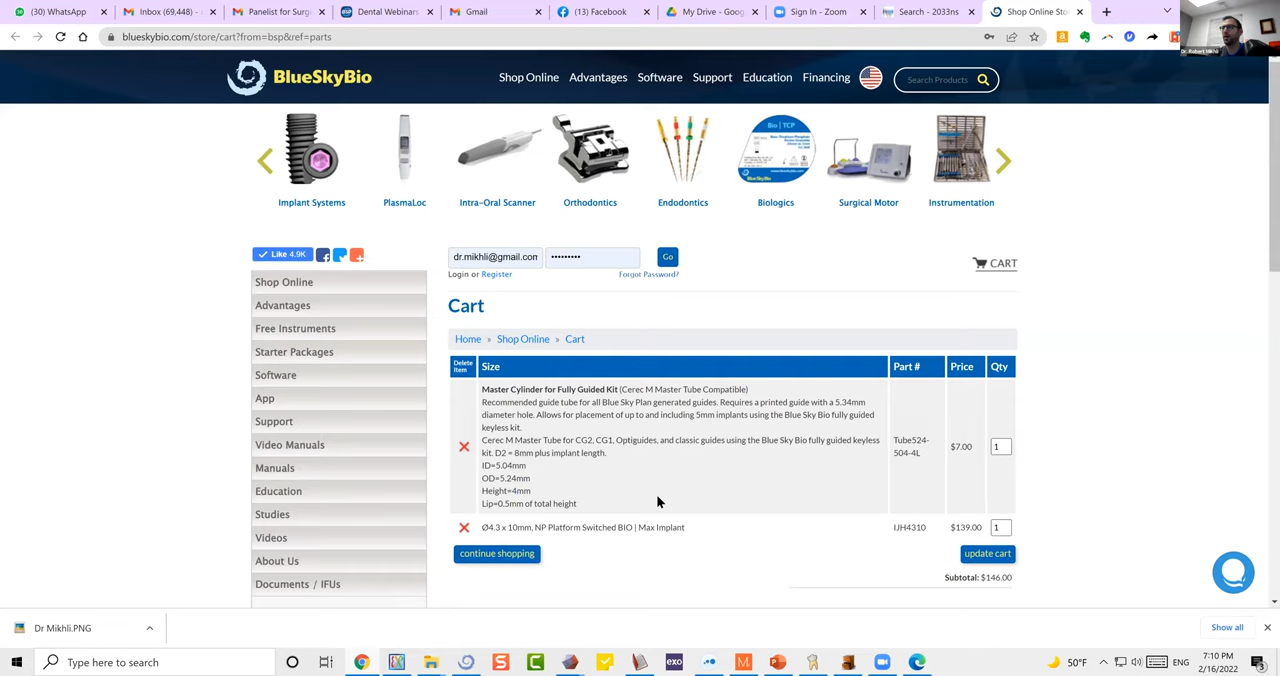 (30) WhatsApp
Inbox (69,448) -
Panelist for Surg
Dental Webinars
Gmail
(13) Facebook
My Drive - Goog
Sign In - Zoom
Search - 2033ns
Shop Online Sto
blueskybio.com/store/cart?from=bsp&ref=parts
Dr. Robert Mikhli
BlueSkyBio
Shop Online
Advantages
Software
Support
Education
Financing
Search Products
Bio | TCP
Implant Systems
PlasmaLoc
Intra-Oral Scanner
Orthodontics
Endodontics
Biologics
Surgical Motor
Instrumentation
Like 4.9K
dr.mikhli@gmail.com
•••••••••
Go
Login or Register
Forgot Password?
CART
Shop Online
Advantages
Free Instruments
Starter Packages
Software
App
Support
Video Manuals
Manuals
Education
Studies
Videos
About Us
Documents / IFUs
Cart
Home » Shop Online » Cart
Delete Item
Size
Part #
Price
Qty
Master Cylinder for Fully Guided Kit (Cerec M Master Tube Compatible)
Recommended guide tube for all Blue Sky Plan generated guides. Requires a printed guide with a 5.34mm
diameter hole. Allows for placement of up to and including 5mm implants using the Blue Sky Bio fully guided
keyless kit.
Cerec M Master Tube for CG2, CG1, Optiguides, and classic guides using the Blue Sky Bio fully guided keyless
kit. D2 = 8mm plus implant length.
ID=5.04mm
OD=5.24mm
Height=4mm
Lip=0.5mm of total height
Tube524-
504-4L
$7.00
1
Ø4.3 x 10mm, NP Platform Switched BIO | Max Implant
IJH4310
$139.00
1
continue shopping
update cart
Subtotal: $146.00
Dr Mikhli.PNG
Show all
Type here to search
exo
50°F
ENG
7:10 PM
2/16/2022
3